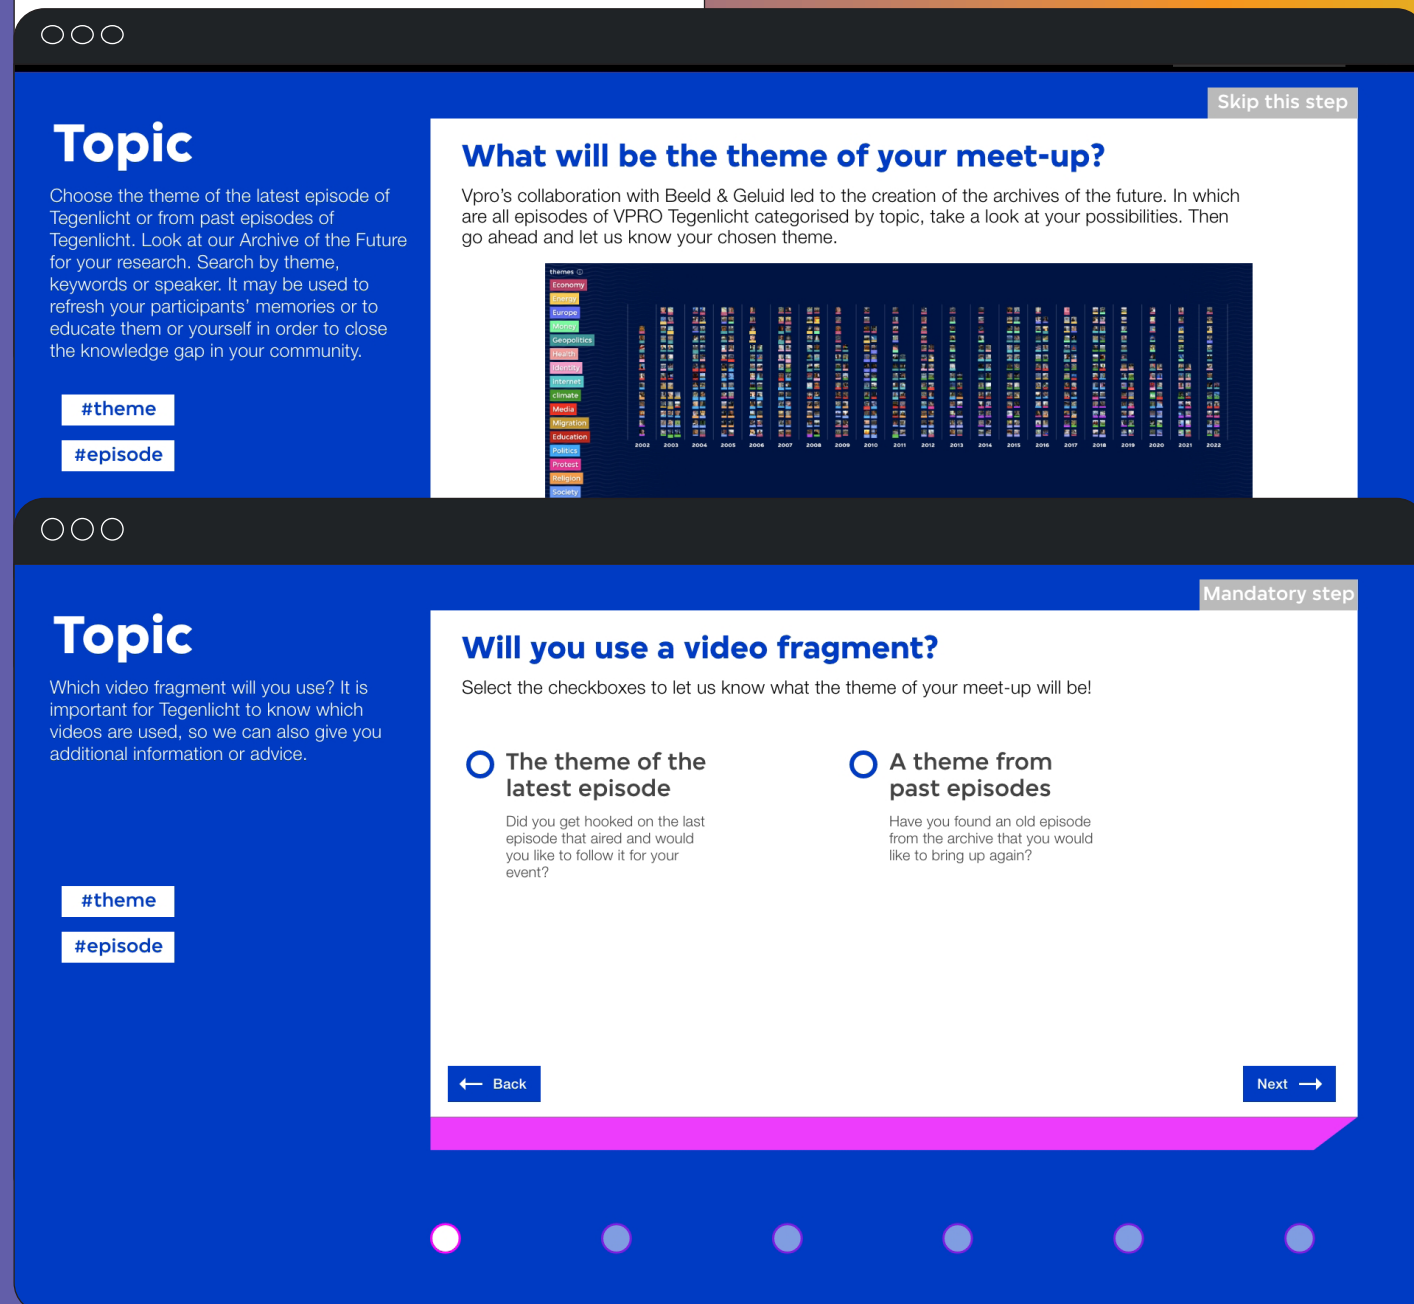 Skip this step
Topic
Choose the theme of the latest episode of
Tegenlicht or from past episodes of
Tegenlicht. Look at our Archive of the Future
for your research. Search by theme,
keywords or speaker. It may be used to
refresh your participants' memories or to
educate them or yourself in order to close
the knowledge gap in your community.
#theme
#episode
What will be the theme of your meet-up?
Vpro's collaboration with Beeld & Geluid led to the creation of the archives of the future. In which
are all episodes of VPRO Tegenlicht categorised by topic, take a look at your possibilities. Then
go ahead and let us know your chosen theme.
themes
Economy
Energy
Europe
Money
Geopolitics
Health
Identity
Internet
climate
Media
Migration
Education
Politics
Protest
Religion
Society
2002 2003 2004 2005 2006 2007 2008 2009 2010 2011 2012 2013 2014 2015 2016 2017 2018 2019 2020 2021 2022
Mandatory step
Topic
Which video fragment will you use? It is
important for Tegenlicht to know which
videos are used, so we can also give you
additional information or advice.
#theme
#episode
Will you use a video fragment?
Select the checkboxes to let us know what the theme of your meet-up will be!
The theme of the
latest episode
Did you get hooked on the last
episode that aired and would
you like to follow it for your
event?
A theme from
past episodes
Have you found an old episode
from the archive that you would
like to bring up again?
Back
Next